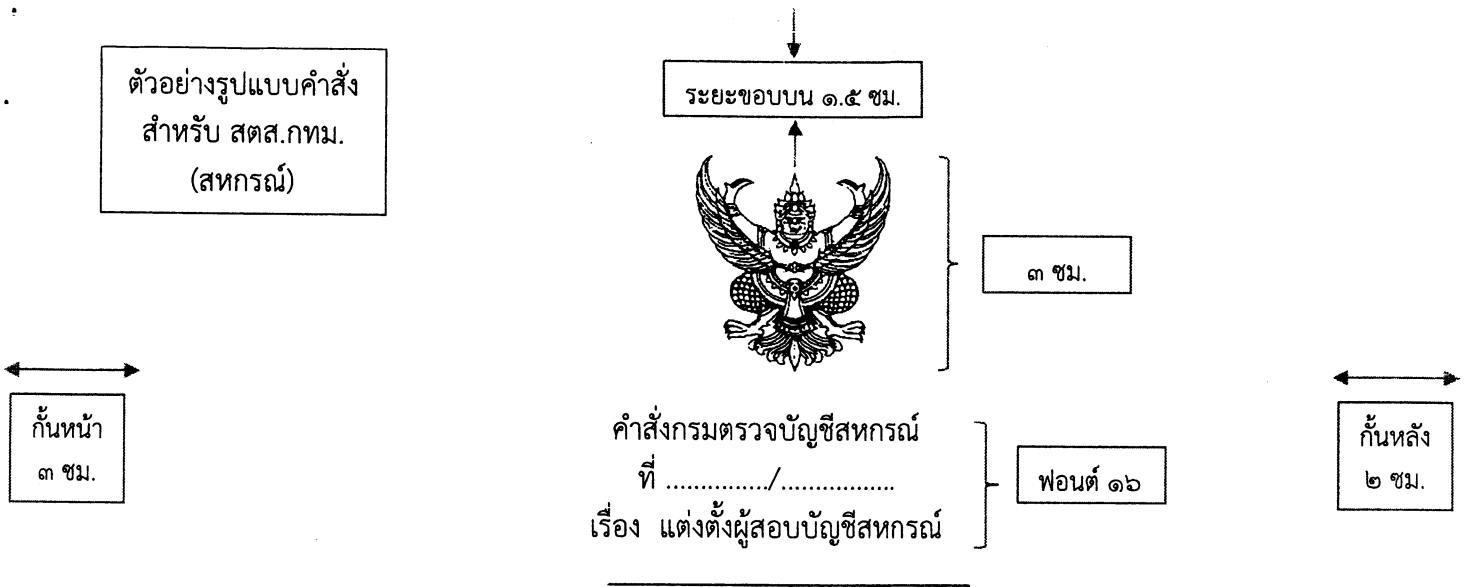 ตัวอย่างรูปแบบคำสั่ง
สำหรับ สตส.กทม.
(สหกรณ์)
ระยะขอบบน ๑.๕ ซม.
๓ ซม.
กั้นหน้า
๓ ซม.
กั้นหลัง
๒ ซม.
คำสั่งกรมตรวจบัญชีสหกรณ์
ที่ .............../.................
เรื่อง แต่งตั้งผู้สอบบัญชีสหกรณ์
ฟอนต์ ๑๖